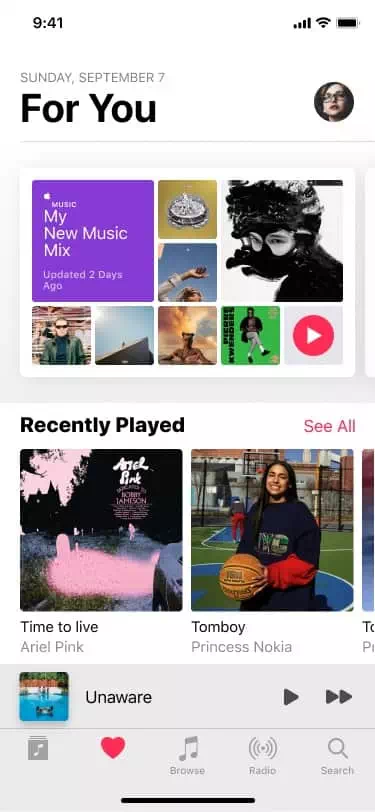 9:41
SUNDAY, SEPTEMBER 7
For You
MUSIC
My
New Music
Mix
Updated 2 Days
Ago
PIERRE
KWENDERS
Recently Played
See All
Ariel
Pink
DEDICATED TO
BOBBY
JAMESON
Time to live
Ariel Pink
Tomboy
Princess Nokia
Unaware
Browse
Radio
Search